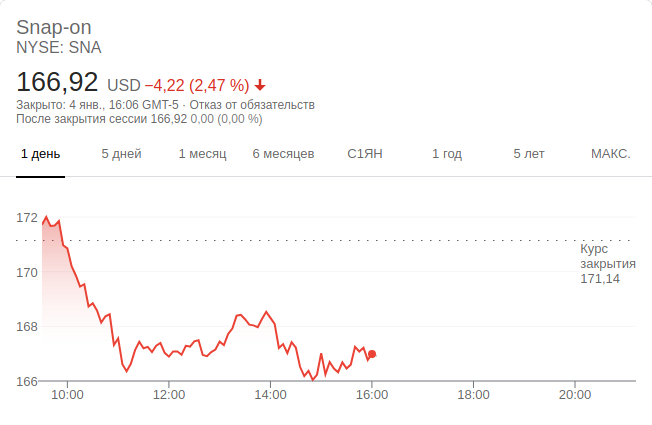 Snap-on
NYSE: SNA
166,92 USD −4,22 (2,47 %)
Закрыто: 4 янв., 16:06 GMT-5 · Отказ от обязательств
После закрытия сессии 166,92 0,00 (0,00 %)
1 день 5 дней 1 месяц 6 месяцев С1ЯН 1 год 5 лет МАКС.
172
Курс
закрытия
170
171,14
168
166
10:00 12:00 14:00 16:00 18:00 20:00